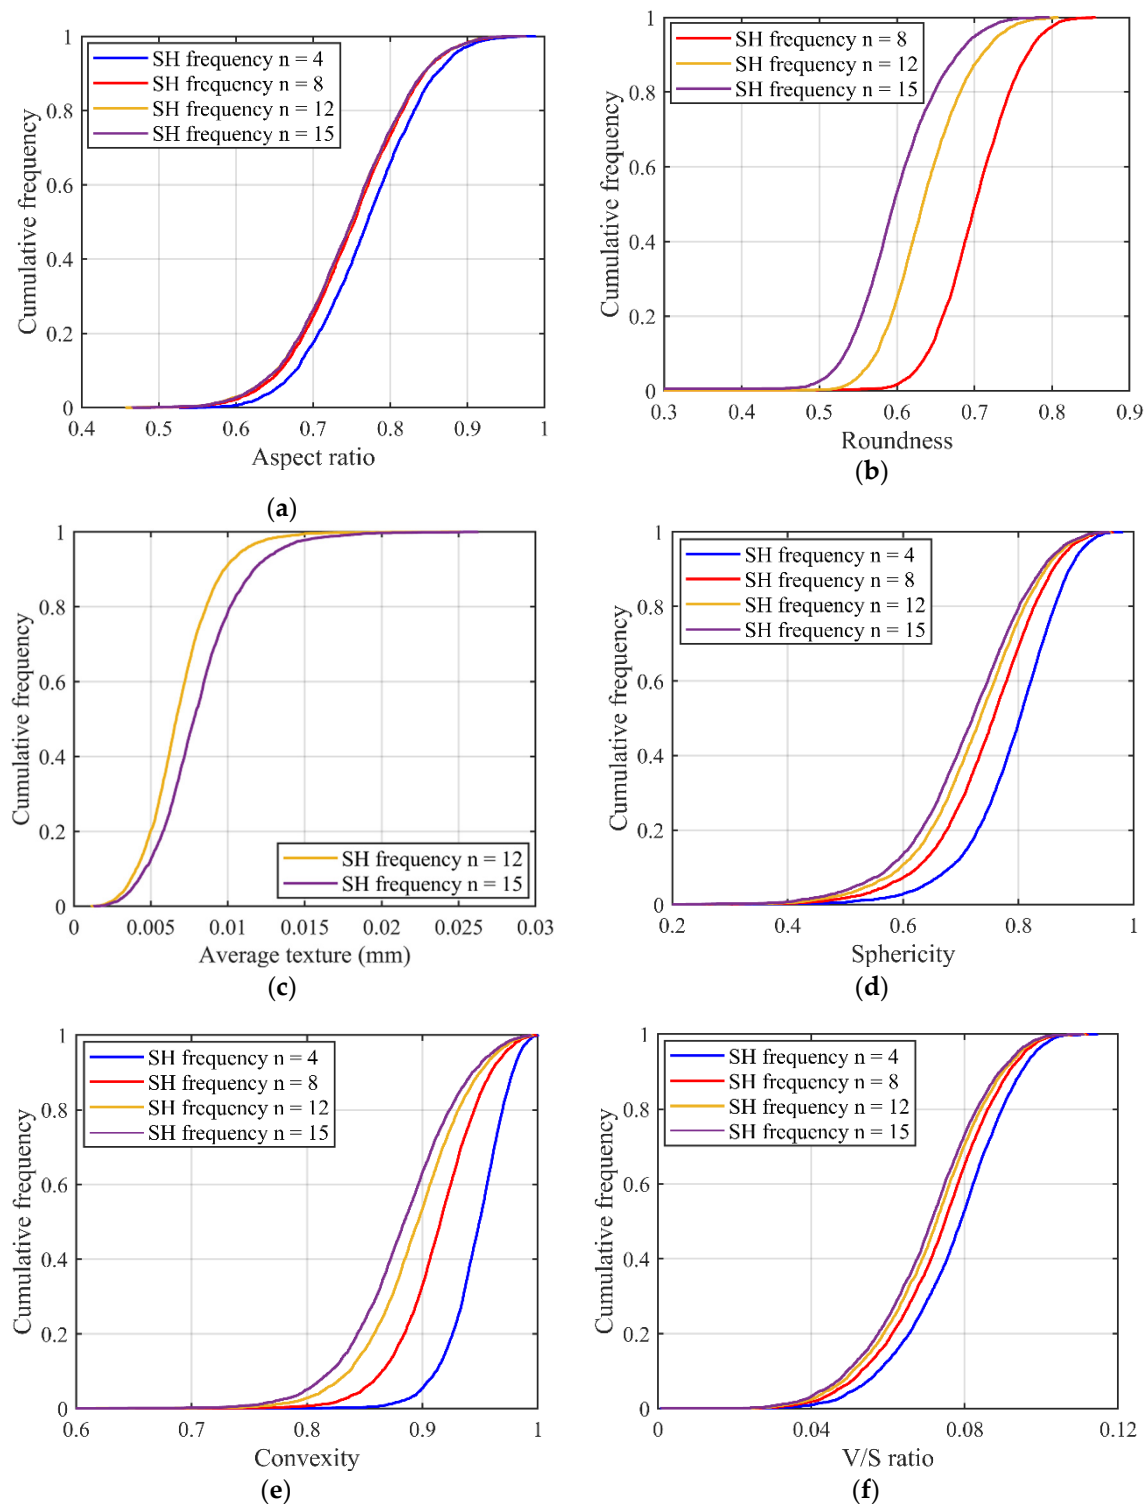 1
0.8
0.6
0.4
0.2
0
Cumulative frequency
SH frequency n = 4
SH frequency n = 8
SH frequency n = 12
SH frequency n = 15
0.4 0.5 0.6 0.7 0.8 0.9 1
Aspect ratio
(a)
1
0.8
0.6
0.4
0.2
0
Cumulative frequency
SH frequency n = 8
SH frequency n = 12
SH frequency n = 15
0.3 0.4 0.5 0.6 0.7 0.8 0.9
Roundness
(b)
1
0.8
0.6
0.4
0.2
0
Cumulative frequency
SH frequency n = 12
SH frequency n = 15
0 0.005 0.01 0.015 0.02 0.025 0.03
Average texture (mm)
(c)
1
0.8
0.6
0.4
0.2
0
Cumulative frequency
SH frequency n = 4
SH frequency n = 8
SH frequency n = 12
SH frequency n = 15
0.2 0.4 0.6 0.8 1
Sphericity
(d)
1
0.8
0.6
0.4
0.2
0
Cumulative frequency
SH frequency n = 4
SH frequency n = 8
SH frequency n = 12
SH frequency n = 15
0.6 0.7 0.8 0.9 1
Convexity
(e)
1
0.8
0.6
0.4
0.2
0
Cumulative frequency
SH frequency n = 4
SH frequency n = 8
SH frequency n = 12
SH frequency n = 15
0 0.04 0.08 0.12
V/S ratio
(f)